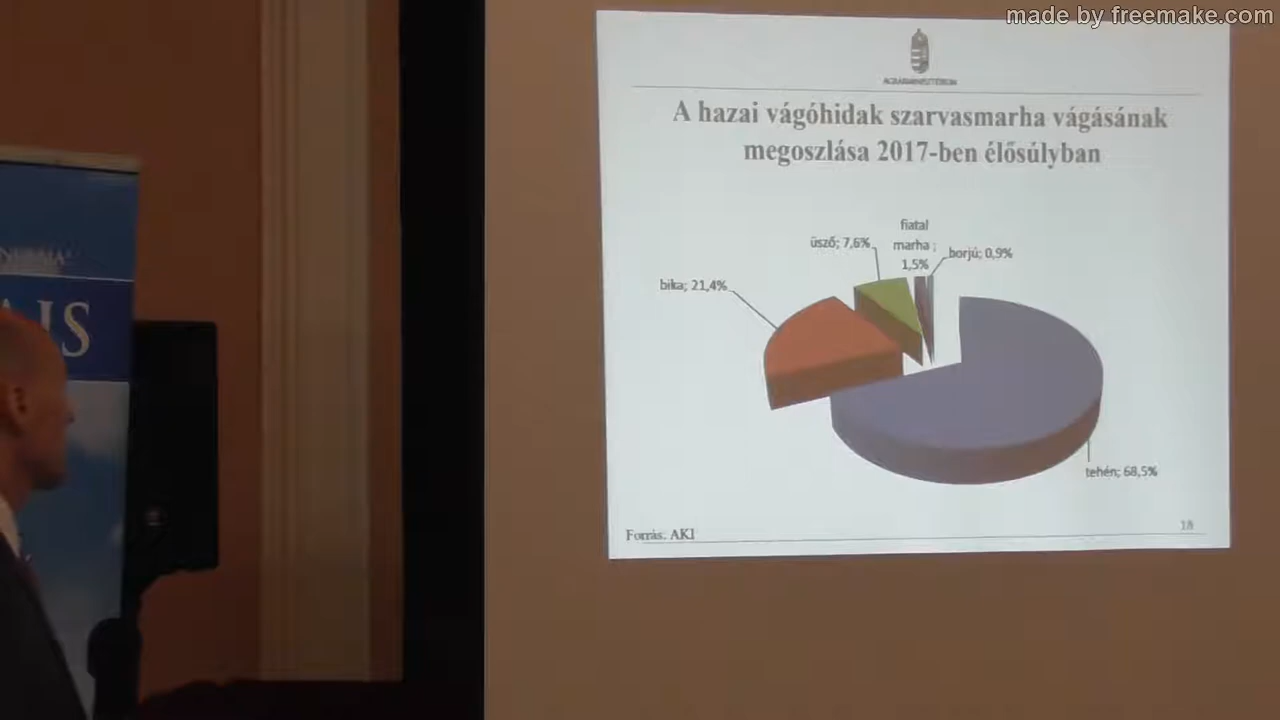 made by freemake.com
AGRÁRMINISZTÉRIUM
A hazai vágóhidak szarvasmarha vágásának
megoszlása 2017-ben élősúlyban
fiatal
marha ;
1,5%
üsző; 7,6%
borjú; 0,9%
bika; 21,4%
tehén; 68,5%
Forrás: AKI
18